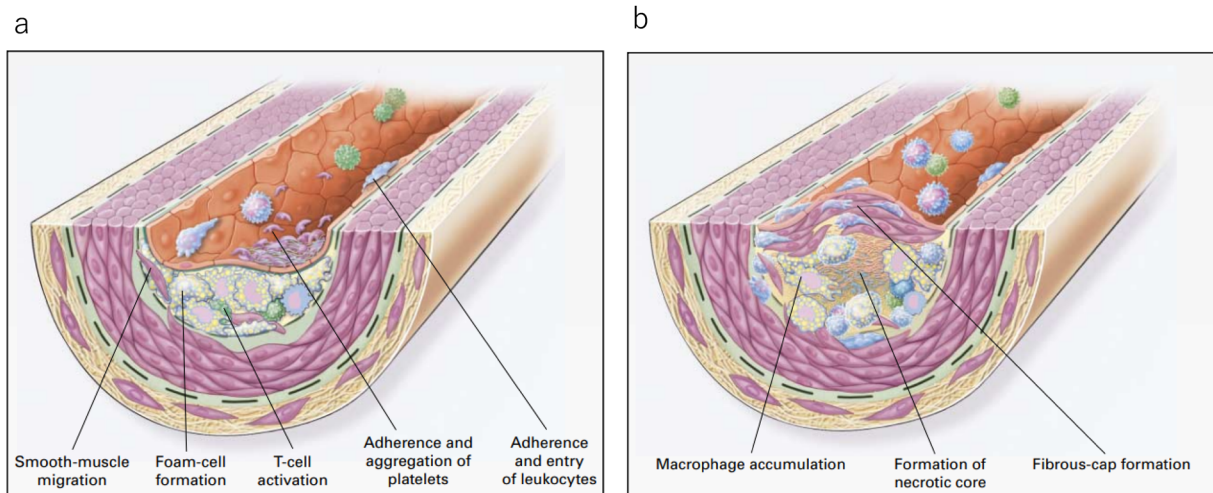 a
b
Smooth-muscle
migration
Foam-cell
formation
T-cell
activation
Adherence and
aggregation of
platelets
Adherence
and entry
of leukocytes
Macrophage accumulation
Formation of
necrotic core
Fibrous-cap formation